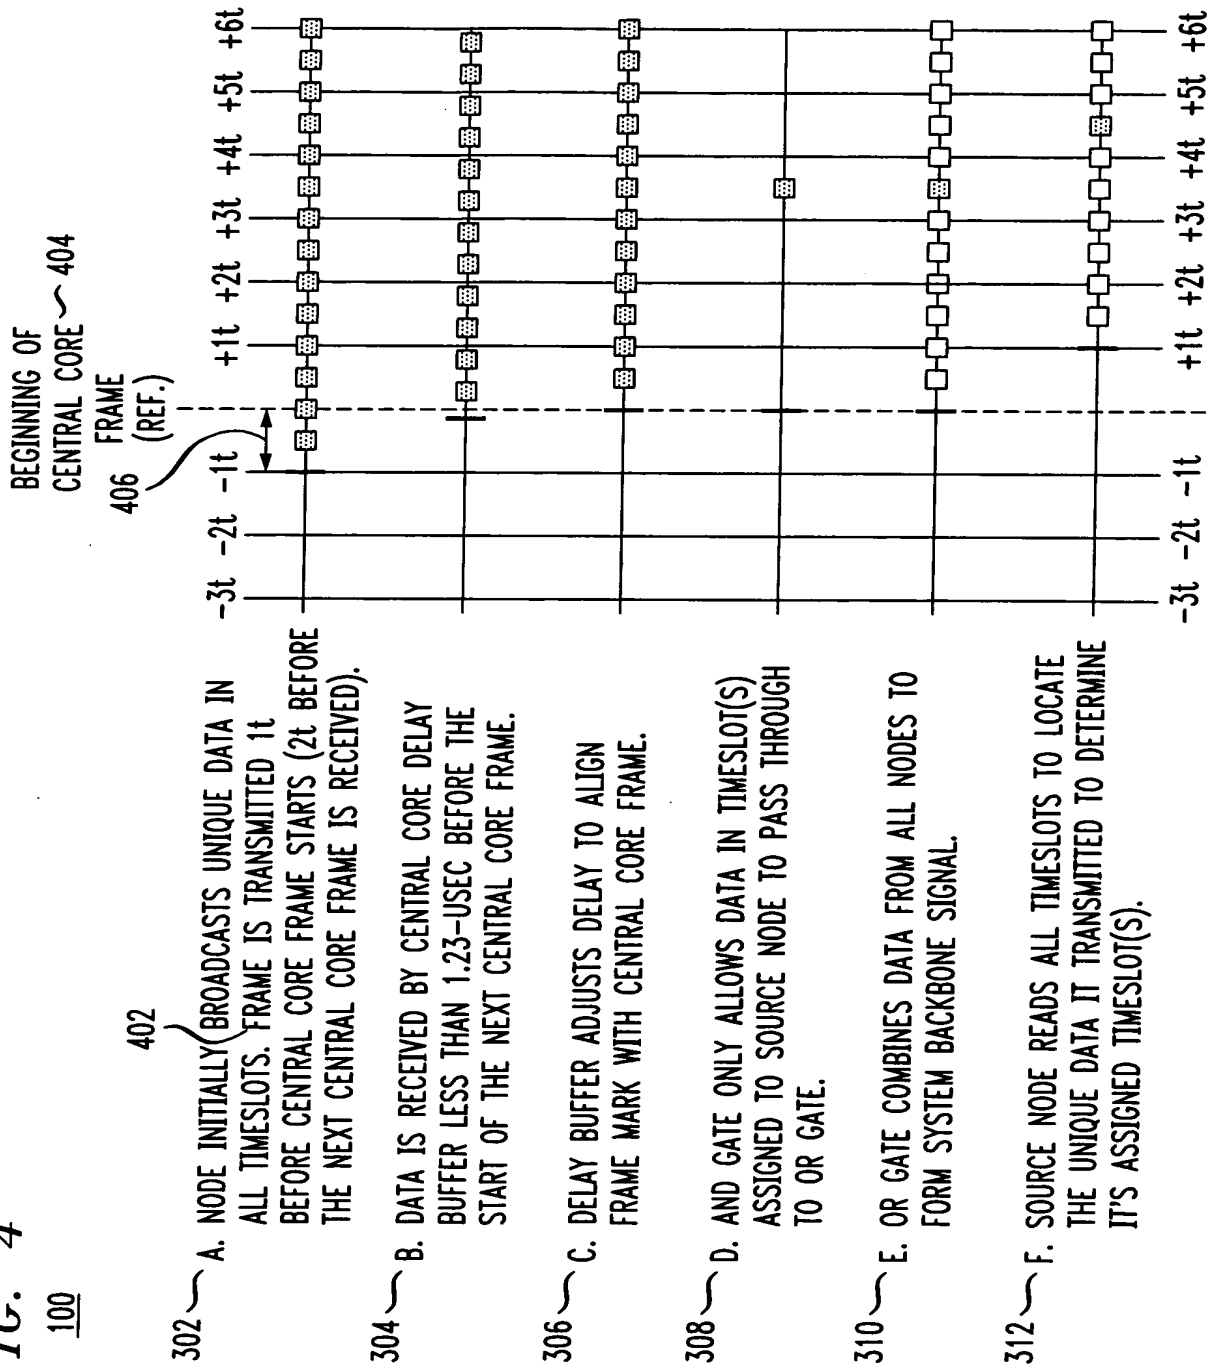 FIG. 4
100
BEGINNING OF
CENTRAL CORE 404
FRAME
(REF.)
406
-3t -2t -1t +1t +2t +3t +4t +5t +6t
402
302 A. NODE INITIALLY BROADCASTS UNIQUE DATA IN
ALL TIMESLOTS. FRAME IS TRANSMITTED 1t
BEFORE CENTRAL CORE FRAME STARTS (2t BEFORE
THE NEXT CENTRAL CORE FRAME IS RECEIVED).
304 B. DATA IS RECEIVED BY CENTRAL CORE DELAY
BUFFER LESS THAN 1.23-USEC BEFORE THE
START OF THE NEXT CENTRAL CORE FRAME.
306 C. DELAY BUFFER ADJUSTS DELAY TO ALIGN
FRAME MARK WITH CENTRAL CORE FRAME.
308 D. AND GATE ONLY ALLOWS DATA IN TIMESLOT(S)
ASSIGNED TO SOURCE NODE TO PASS THROUGH
TO OR GATE.
310 E. OR GATE COMBINES DATA FROM ALL NODES TO
FORM SYSTEM BACKBONE SIGNAL.
312 F. SOURCE NODE READS ALL TIMESLOTS TO LOCATE
THE UNIQUE DATA IT TRANSMITTED TO DETERMINE
IT'S ASSIGNED TIMESLOT(S).
-3t -2t -1t +1t +2t +3t +4t +5t +6t